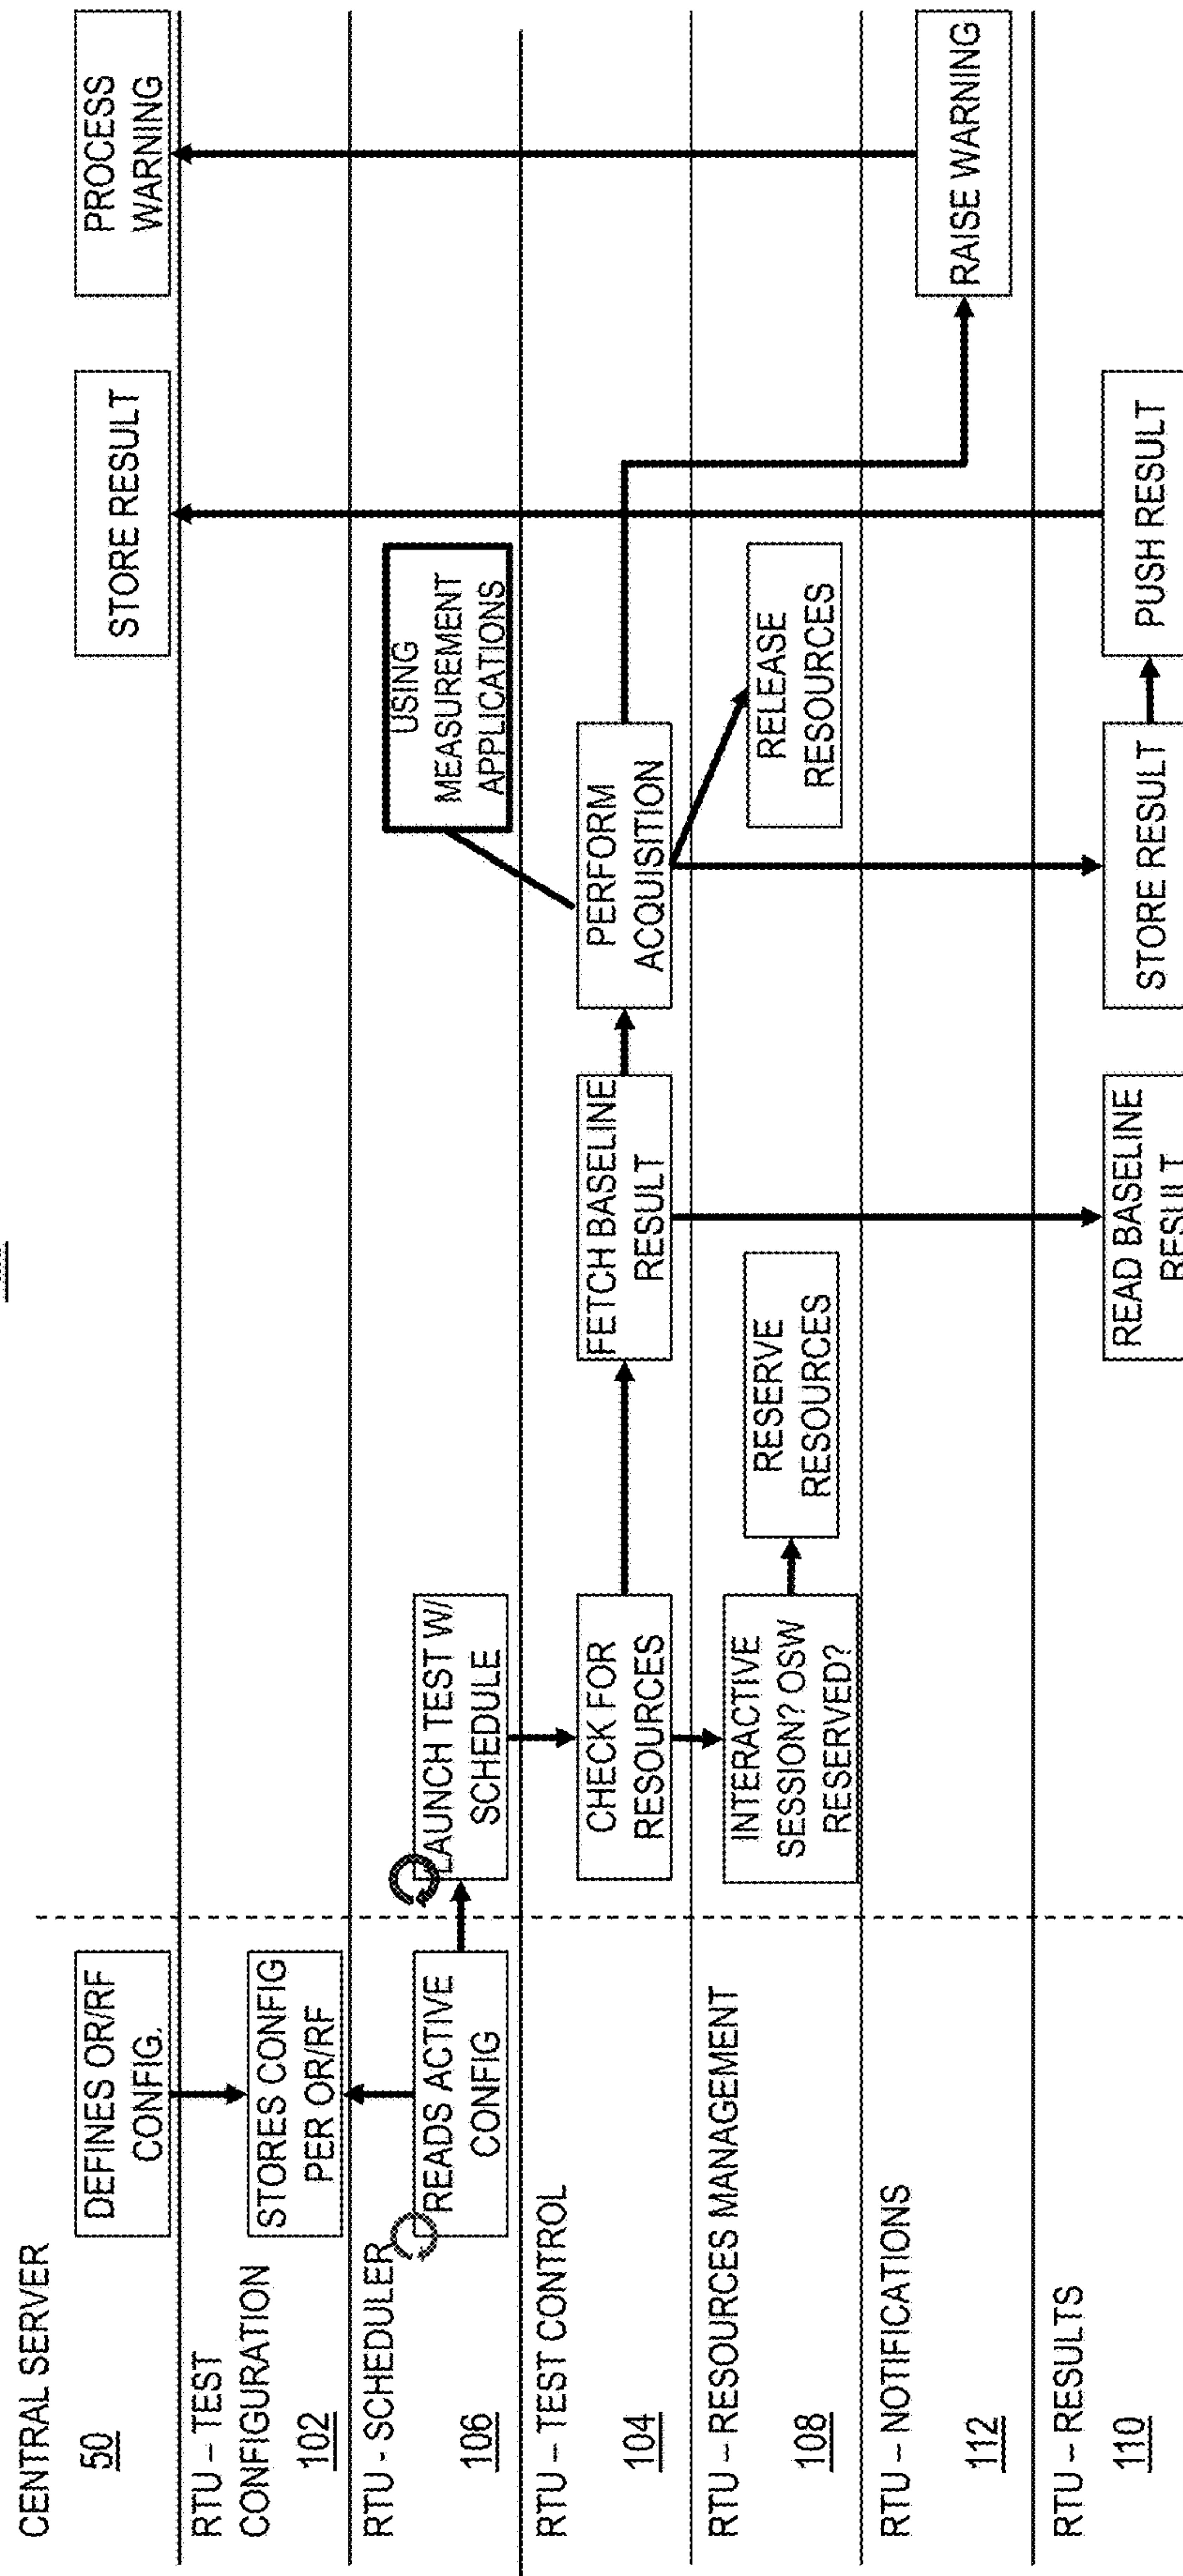 CENTRAL SERVER
50
DEFINES OR/RF
CONFIG.
STORE RESULT
PROCESS
WARNING
RTU – TEST
CONFIGURATION
102
STORES CONFIG
PER OR/RF
RTU - SCHEDULER
106
READS ACTIVE
CONFIG
LAUNCH TEST W/
SCHEDULE
USING
MEASUREMENT
APPLICATIONS
RTU – TEST CONTROL
104
CHECK FOR
RESOURCES
FETCH BASELINE
RESULT
PERFORM
ACQUISITION
RTU – RESOURCES MANAGEMENT
108
INTERACTIVE
SESSION? OSW
RESERVED?
RESERVE
RESOURCES
RELEASE
RESOURCES
RTU – NOTIFICATIONS
112
RAISE WARNING
RTU – RESULTS
110
READ BASELINE
RESULT
STORE RESULT
PUSH RESULT